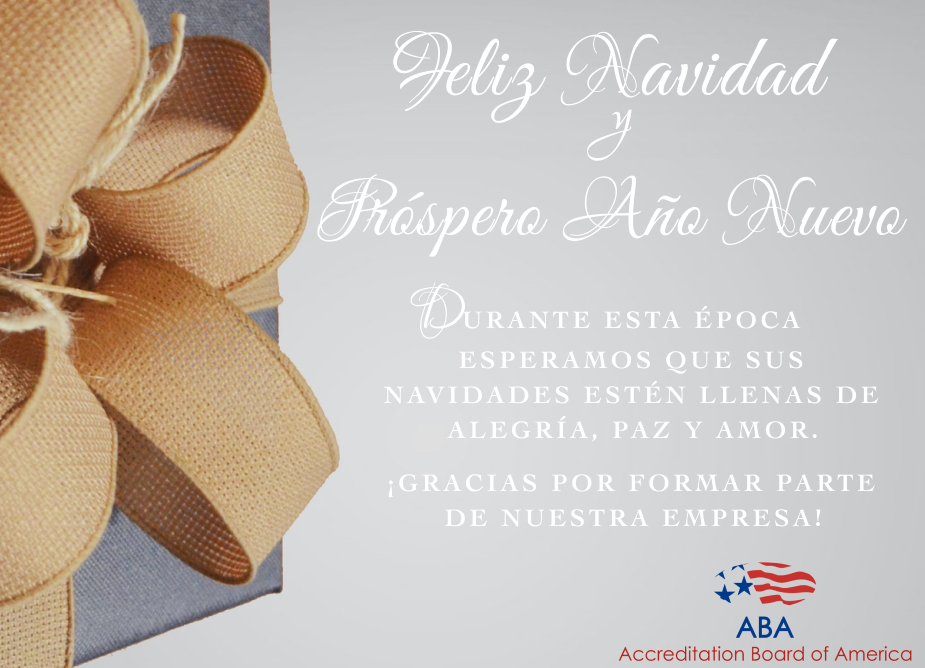 Feliz Navidad
y
Próspero Año Nuevo
DURANTE ESTA ÉPOCA
ESPERAMOS QUE SUS
NAVIDADES ESTÉN LLENAS DE
ALEGRÍA, PAZ Y AMOR.
¡GRACIAS POR FORMAR PARTE
DE NUESTRA EMPRESA!
ABA
Accreditation Board of America